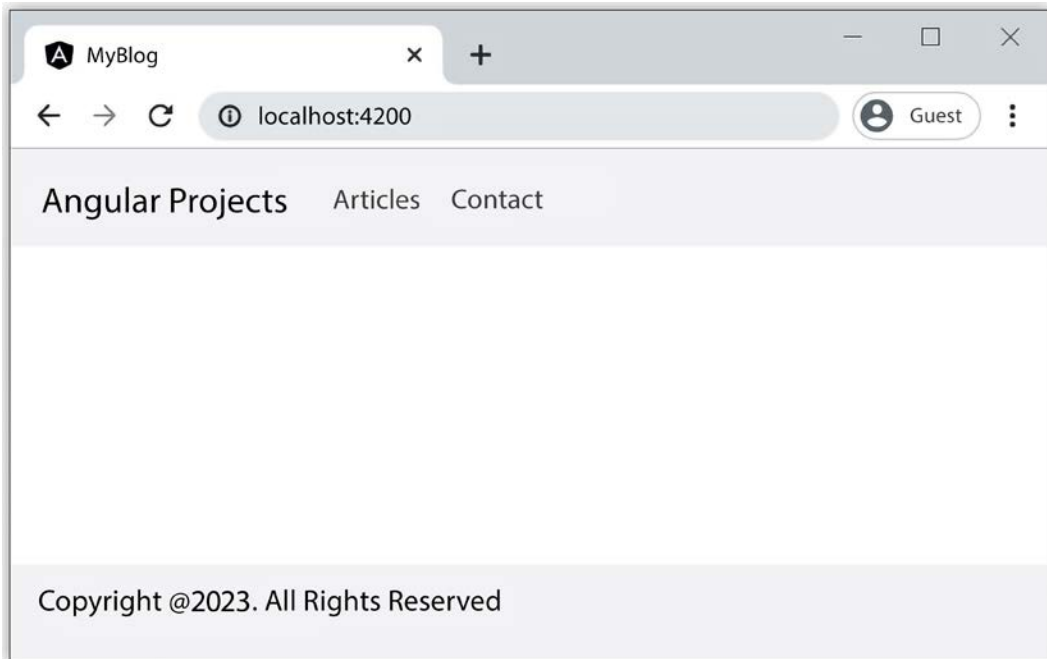 MyBlog
localhost:4200
Guest
Angular Projects Articles Contact
Copyright @2023. All Rights Reserved